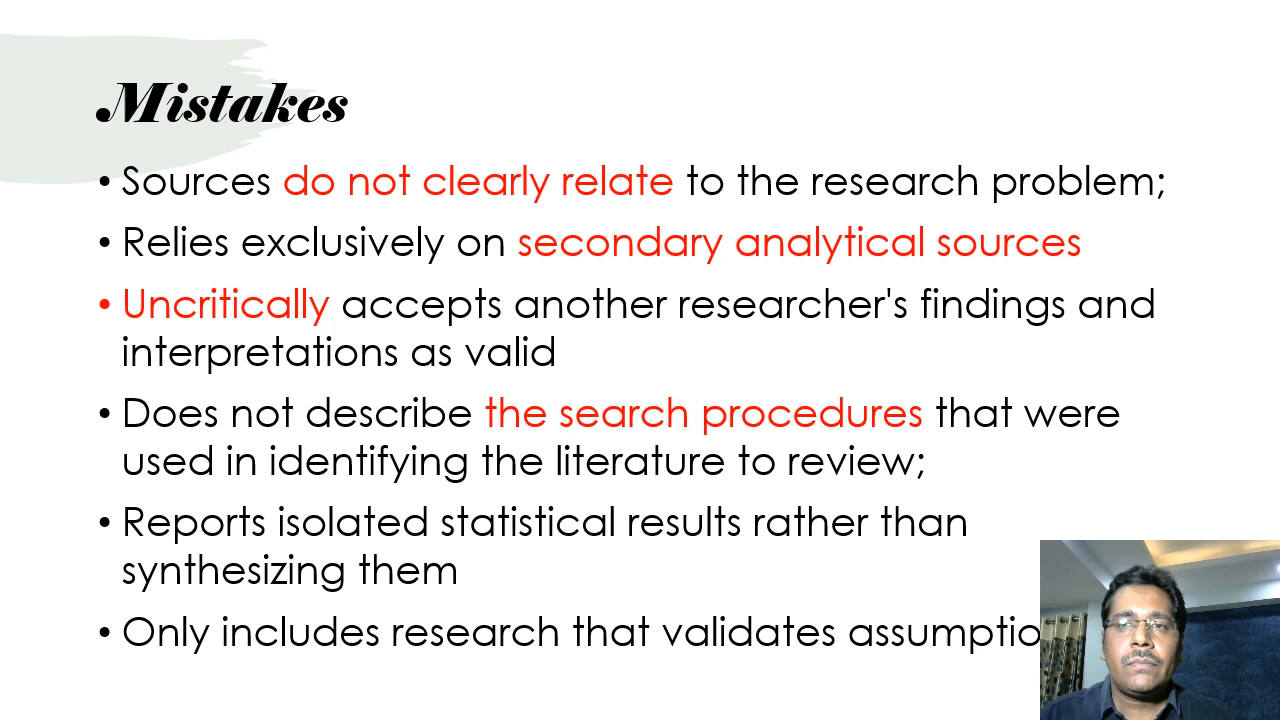 Mistakes
• Sources do not clearly relate to the research problem;
• Relies exclusively on secondary analytical sources
• Uncritically accepts another researcher's findings and
interpretations as valid
• Does not describe the search procedures that were
used in identifying the literature to review;
• Reports isolated statistical results rather than
synthesizing them
• Only includes research that validates